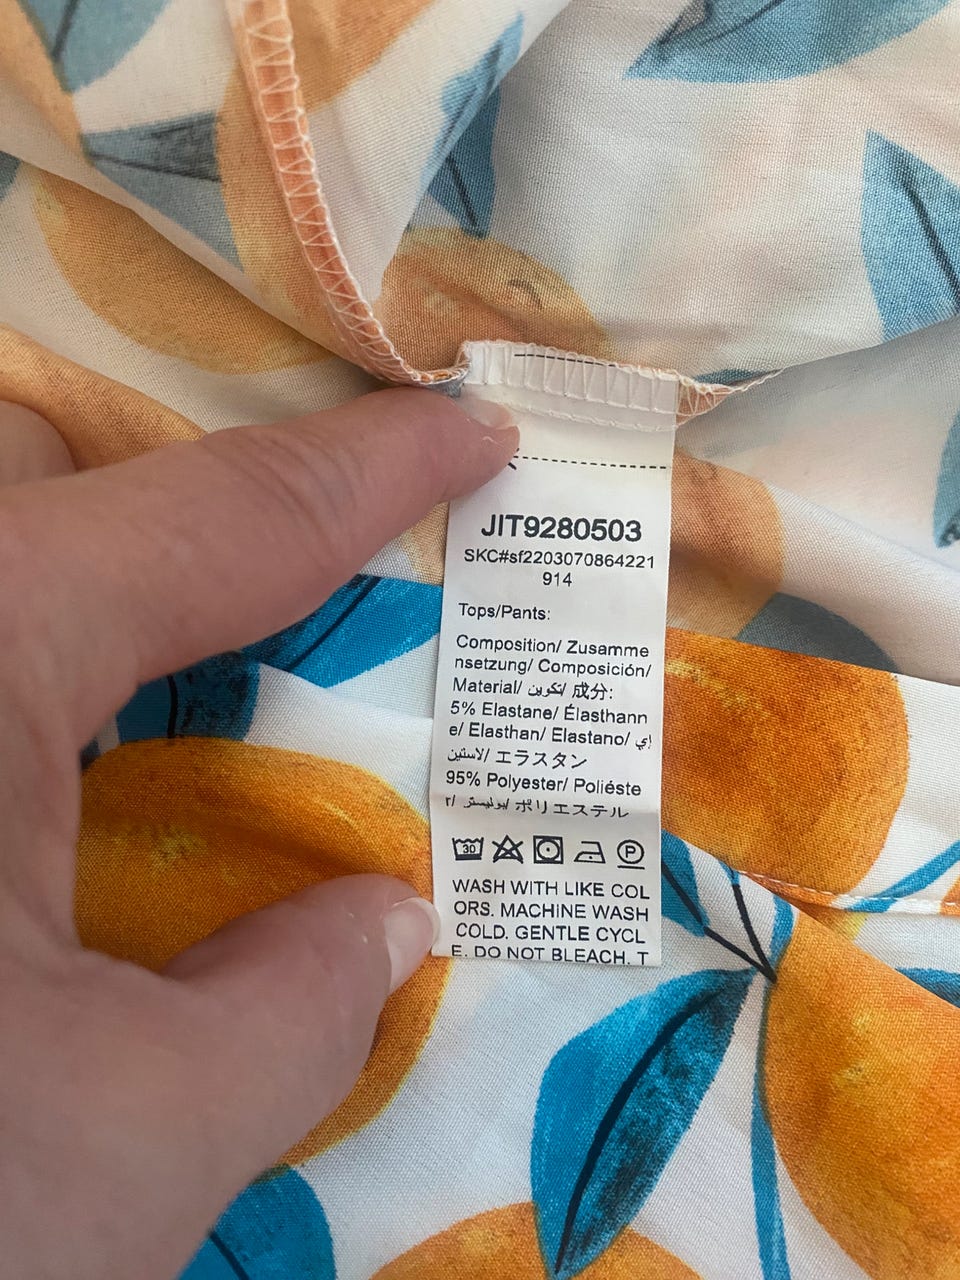 JIT9280503
SKC#sf2203070864221
914
Tops/Pants:
Composition/ Zusamme
nsetzung/ Composición/
Material/ تكوين/ 成分:
5% Elastane/ Élasthann
e/ Elasthan/ Elastano/ إي
لاستين/ エラスタン
95% Polyester/ Poliéste
r/ بوليستر/ ポリエステル
30 P
WASH WITH LIKE COL
ORS. MACHINE WASH
COLD. GENTLE CYCL
E. DO NOT BLEACH. T